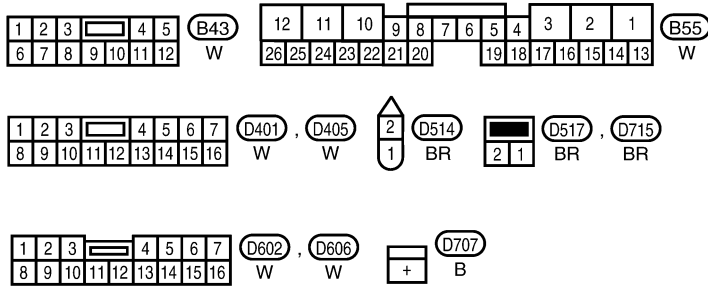 12 11 10 9 8 7 6 5 4 3 2 1 B55
26 25 24 23 22 21 20 19 18 17 16 15 14 13 W
1 2 3 4 5 B43
6 7 8 9 10 11 12 W
1 2 3 4 5 6 7 D401 , D405
8 9 10 11 12 13 14 15 16 W W
2 D514
1 BR
D517 , D715
2 1 BR BR
1 2 3 4 5 6 7 D602 , D606
8 9 10 11 12 13 14 15 16 W W
D707
+ B